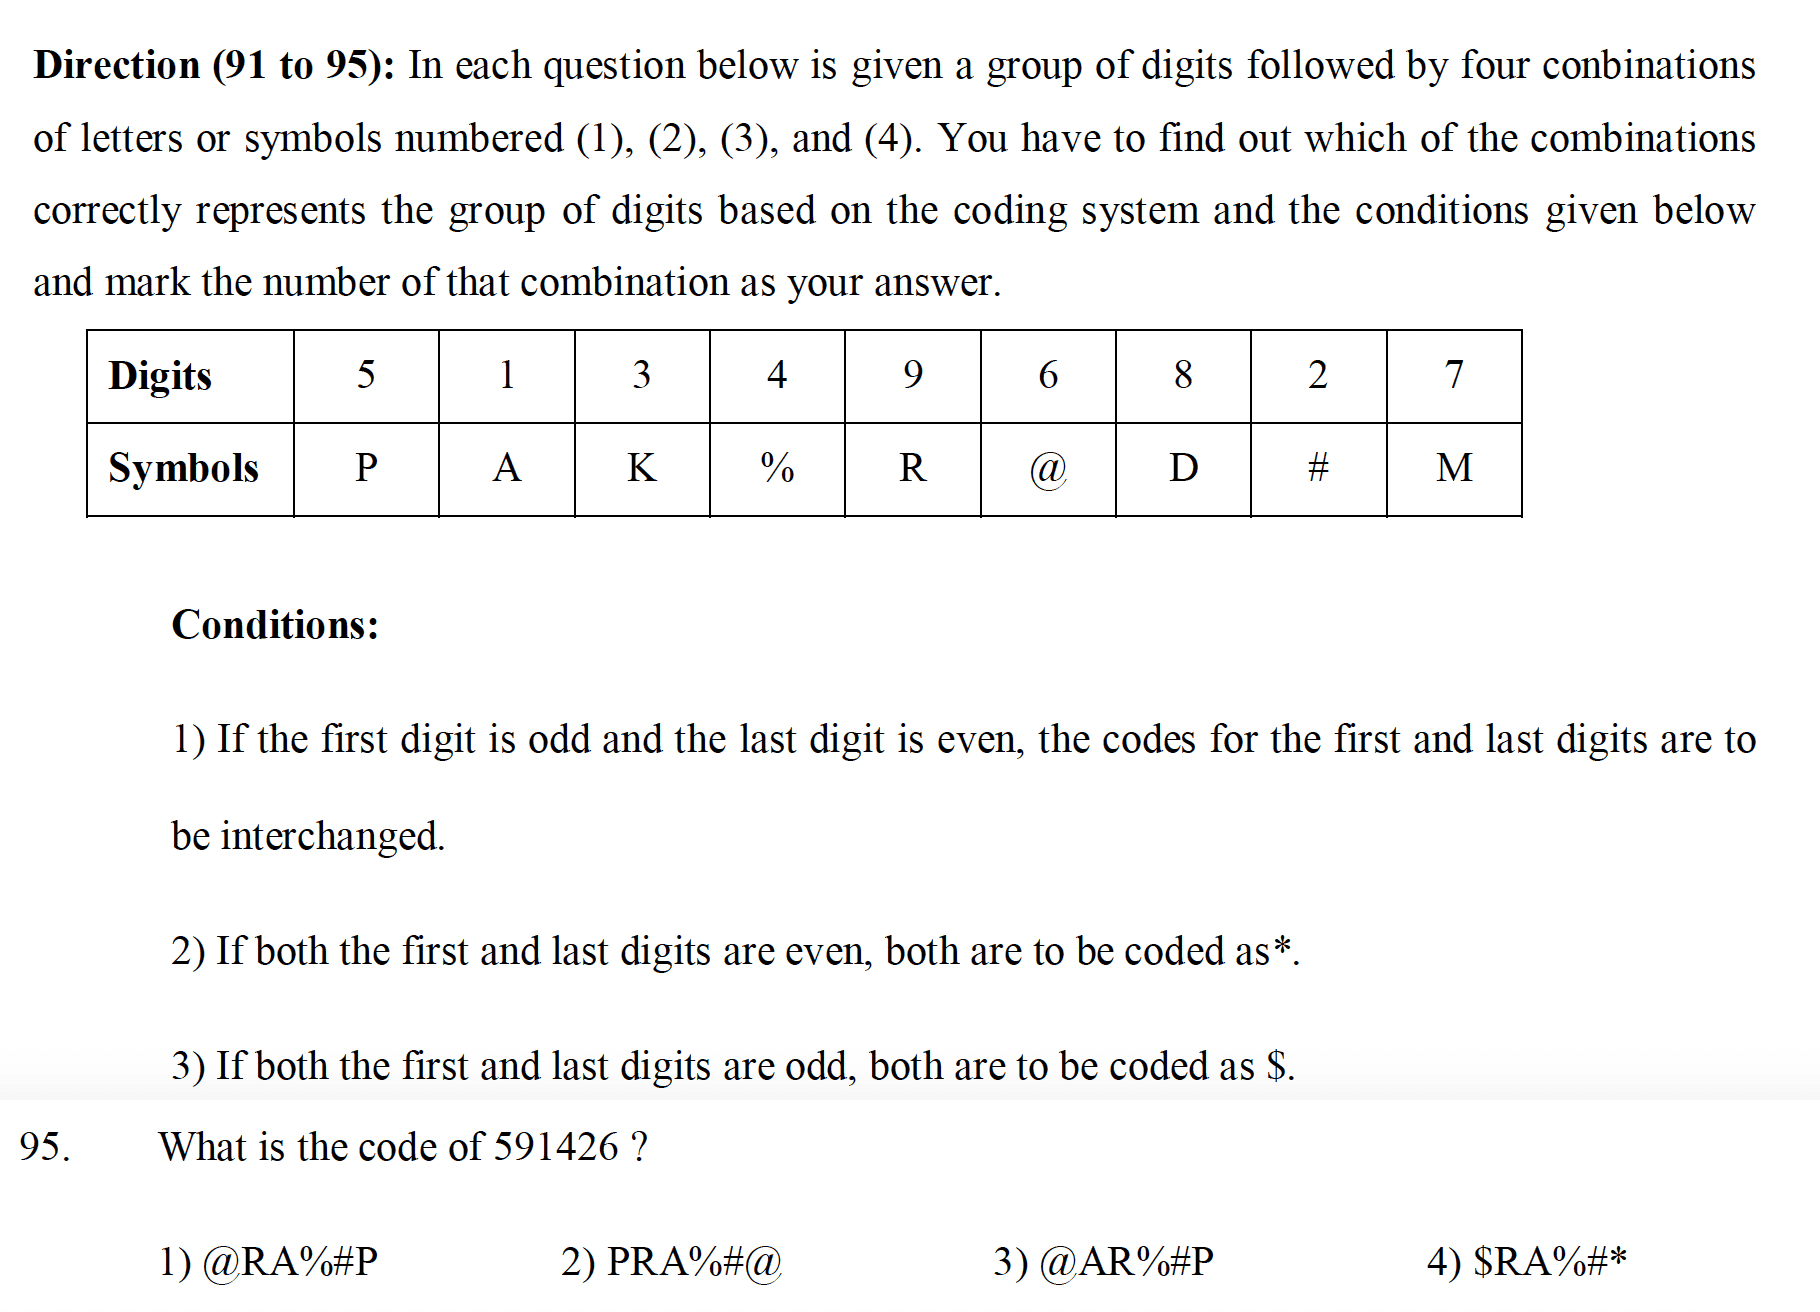 Direction (91 to 95): In each question below is given a group of digits followed by four conbinations
of letters or symbols numbered (1), (2), (3), and (4). You have to find out which of the combinations
correctly represents the group of digits based on the coding system and the conditions given below
and mark the number of that combination as your answer.
Digits 5 1 3 4 9 6 8 2 7
Symbols P A K % R @ D # M
Conditions:
1) If the first digit is odd and the last digit is even, the codes for the first and last digits are to
be interchanged.
2) If both the first and last digits are even, both are to be coded as*.
3) If both the first and last digits are odd, both are to be coded as $.
95. What is the code of 591426 ?
1) @RA%#P 2) PRA%#@ 3) @AR%#P 4) $RA%#*